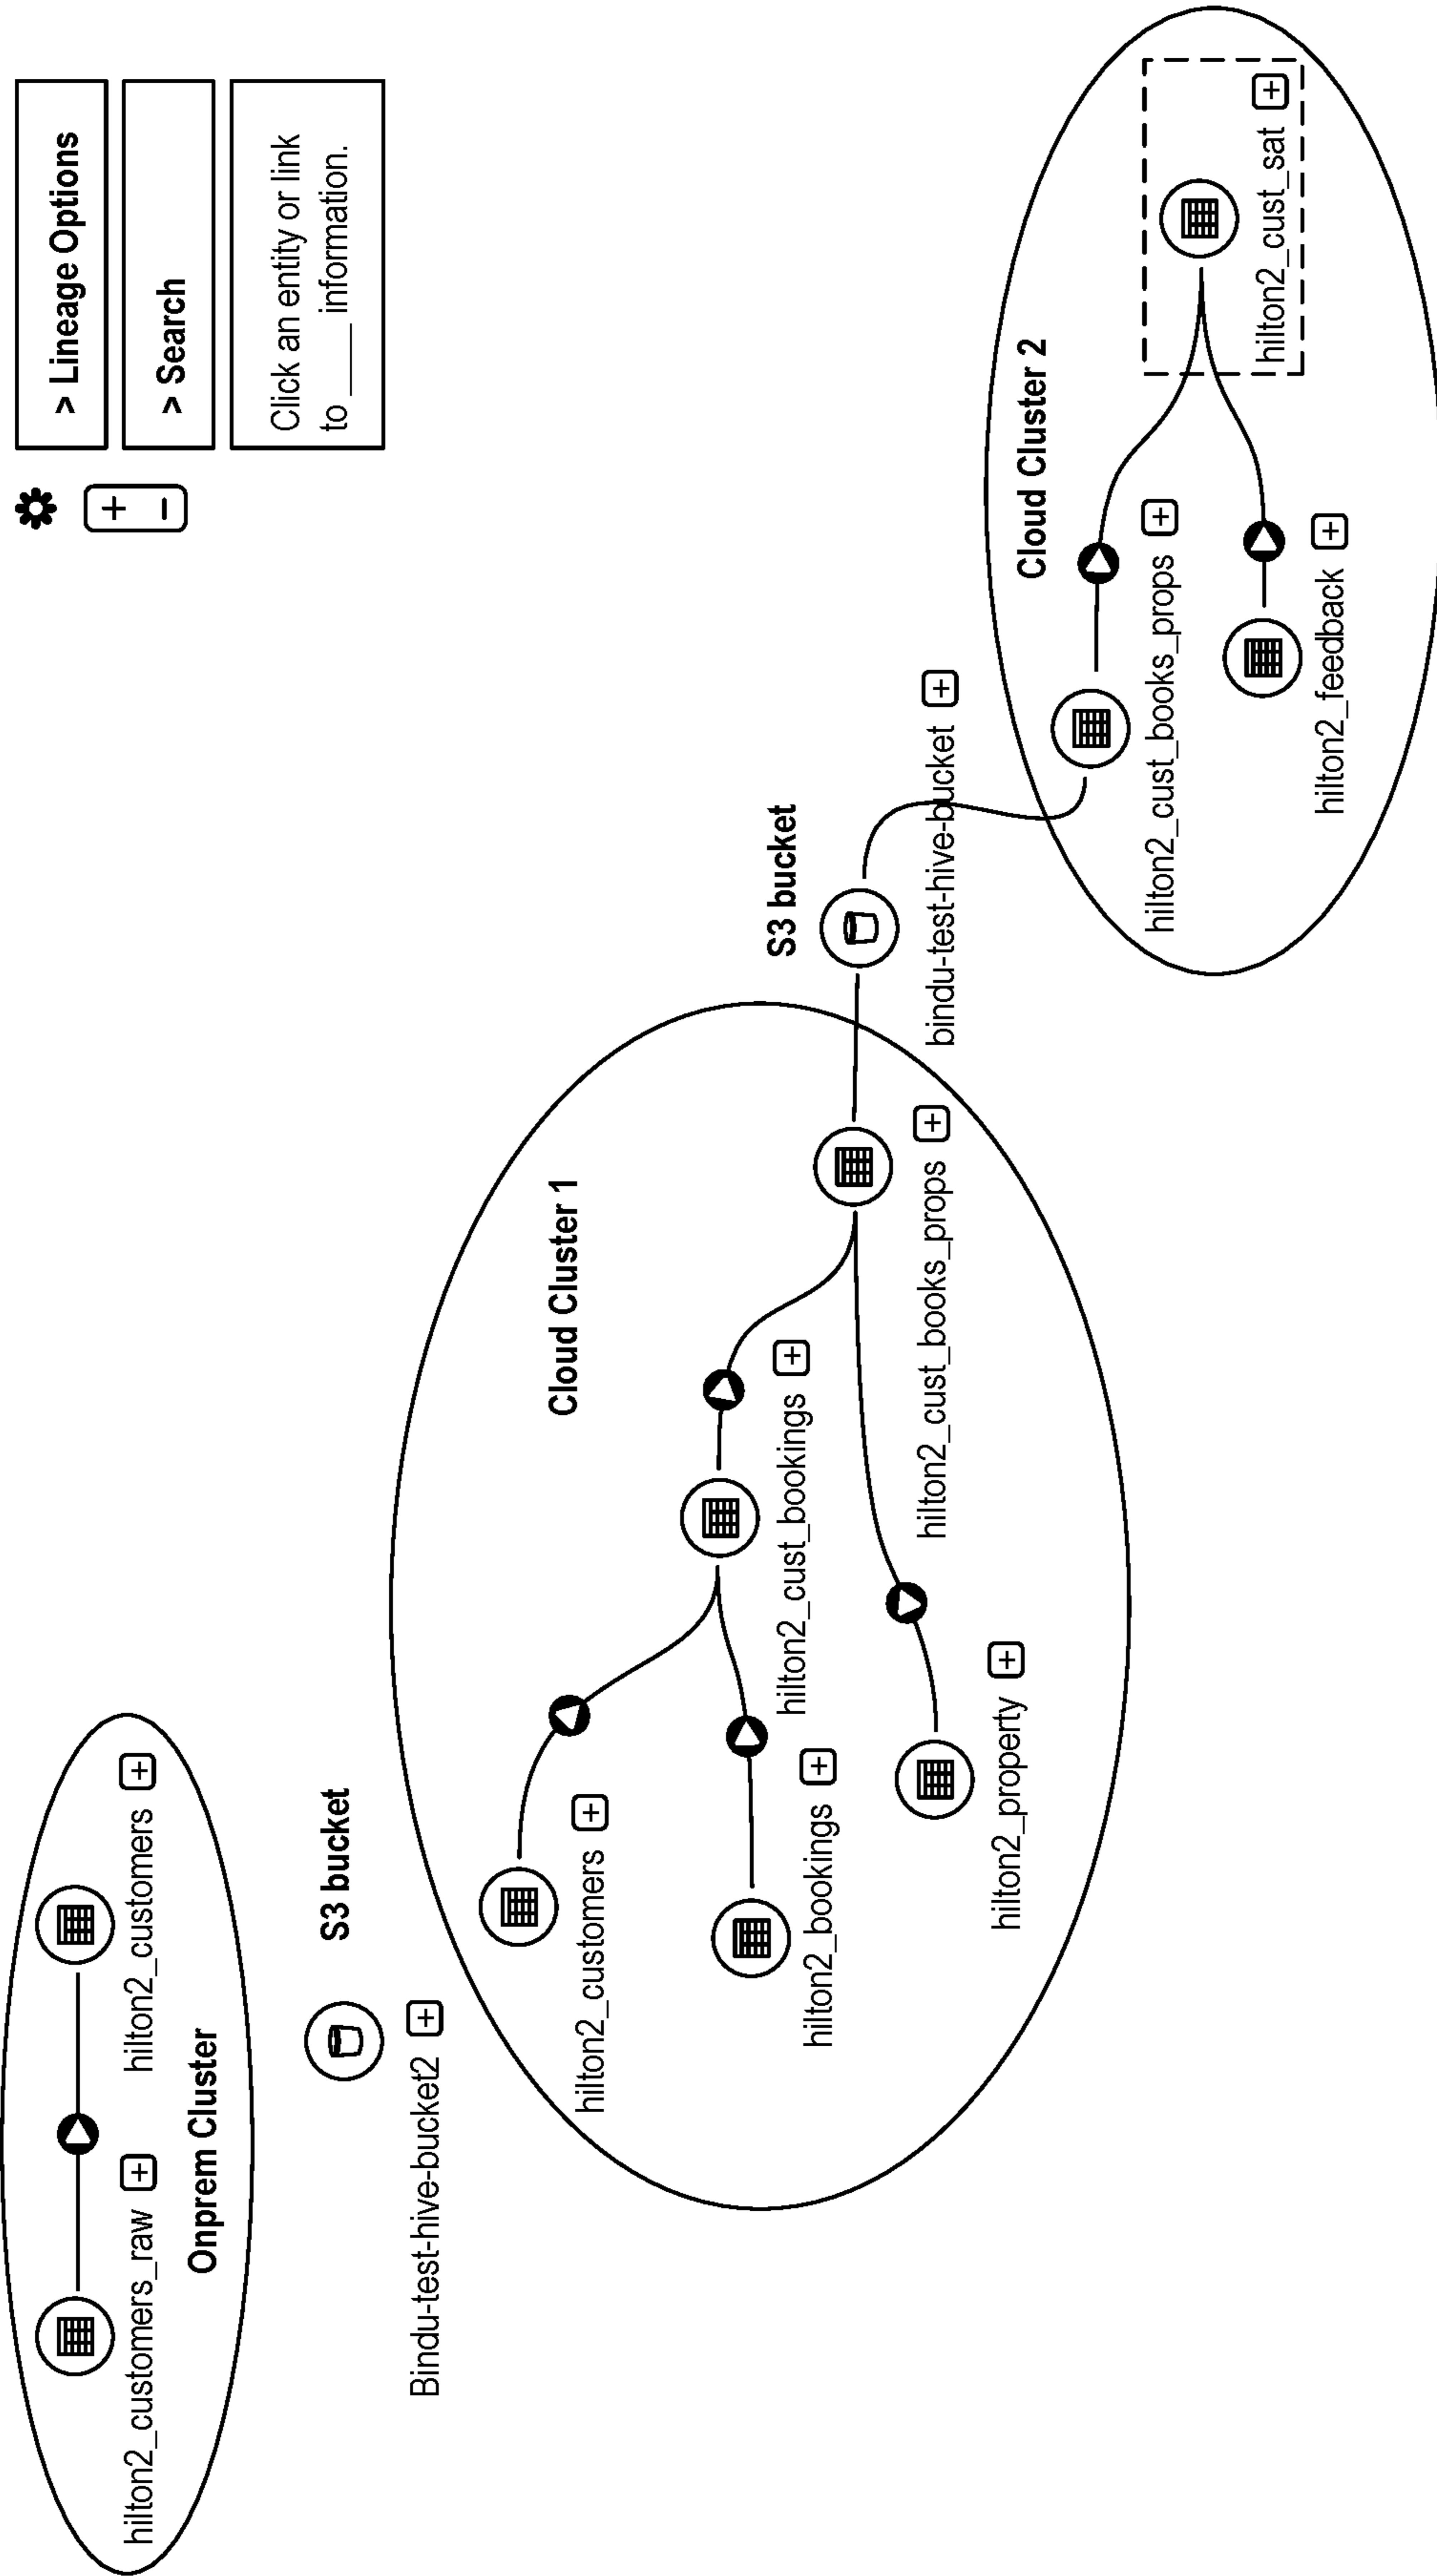 > Lineage Options
+
−
> Search
Click an entity or link
to ____ information.
hilton2_customers_raw +
hilton2_customers +
Onprem Cluster
S3 bucket
Bindu-test-hive-bucket2 +
Cloud Cluster 1
hilton2_customers +
hilton2_cust_bookings +
hilton2_bookings +
hilton2_cust_books_props +
hilton2_property +
S3 bucket
bindu-test-hive-bucket +
Cloud Cluster 2
hilton2_cust_books_props +
hilton2_cust_sat +
hilton2_feedback +